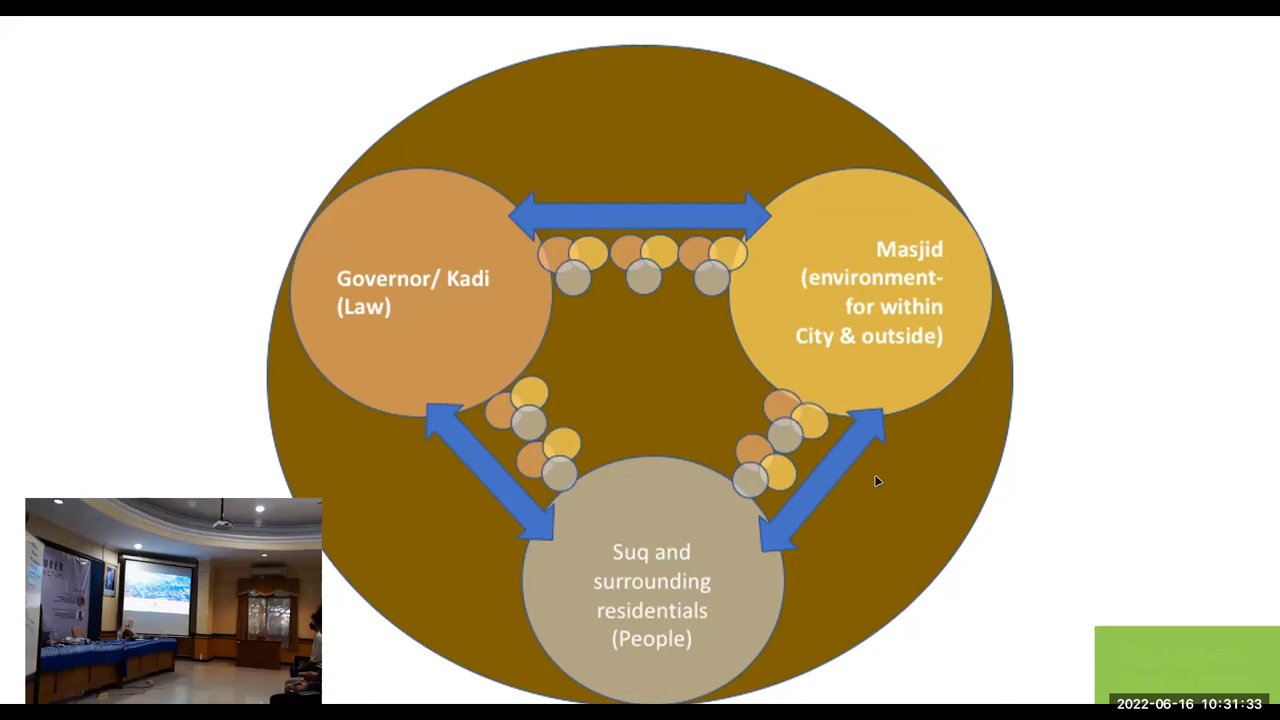 Governor/ Kadi
(Law)
Masjid
(environment-
for within
City & outside)
Suq and
surrounding
residentials
(People)
2022-06-16 10:31:33